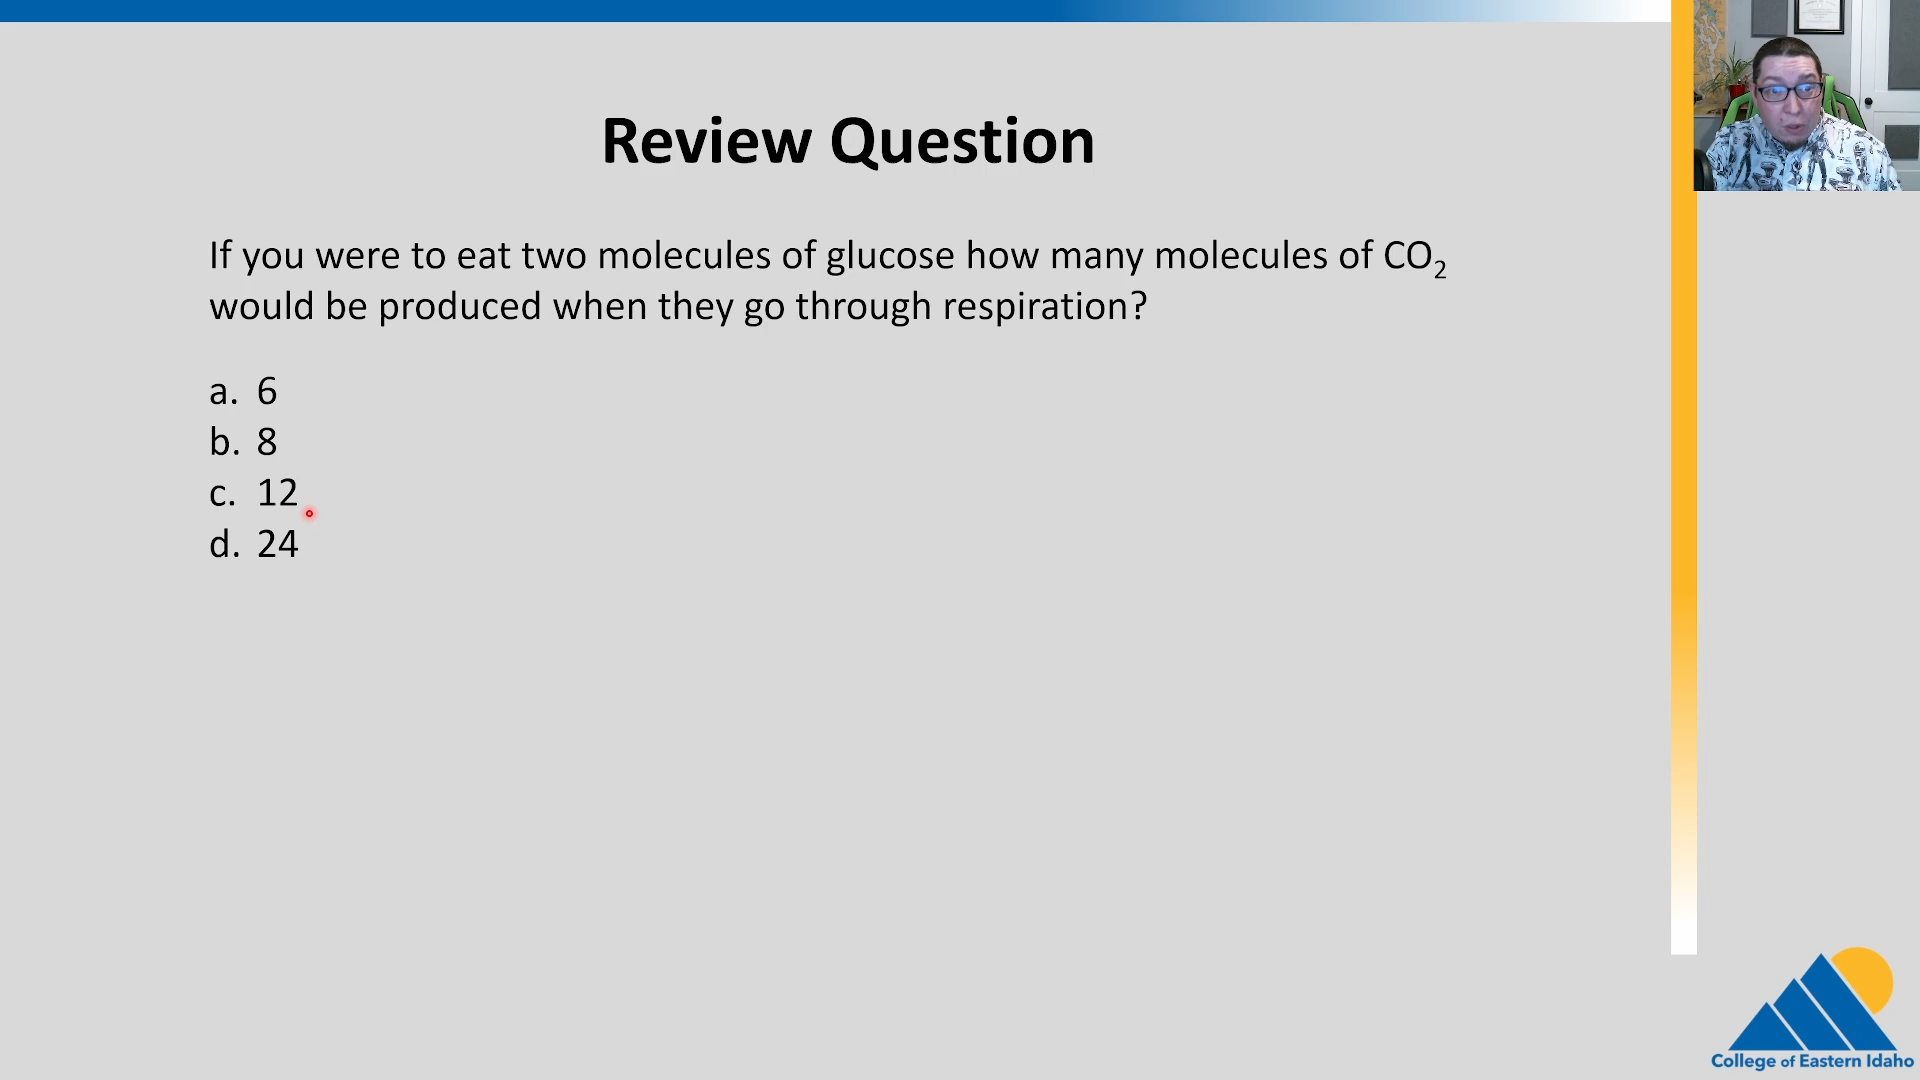 Review Question
If you were to eat two molecules of glucose how many molecules of CO₂
would be produced when they go through respiration?
a. 6
b. 8
c. 12
d. 24
College of Eastern Idaho